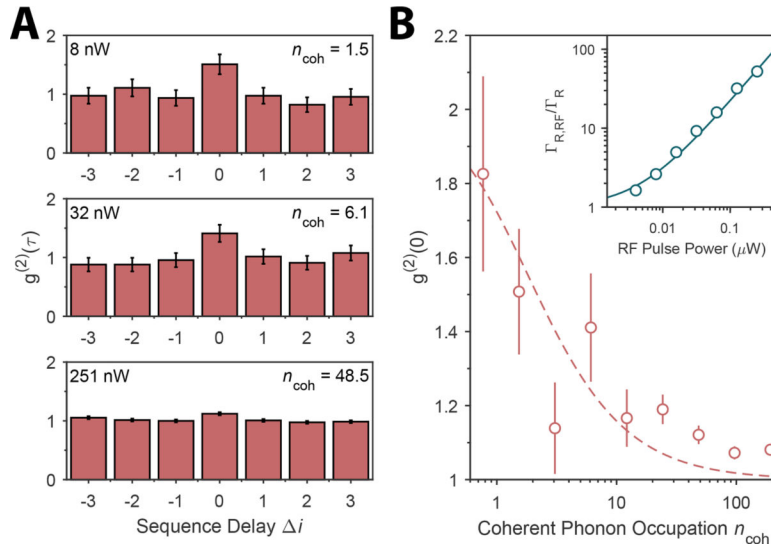 A
8 nW
n_coh = 1.5
2
1
0
-3 -2 -1 0 1 2 3
32 nW
n_coh = 6.1
g^(2)(τ)
2
1
0
-3 -2 -1 0 1 2 3
251 nW
n_coh = 48.5
2
1
0
-3 -2 -1 0 1 2 3
Sequence Delay Δi
B
g^(2)(0)
2.2
2
1.8
1.6
1.4
1.2
1
1 10 100
Coherent Phonon Occupation n_coh
Γ_R,RF/Γ_R
100
10
1
0.01 0.1
RF Pulse Power (μW)